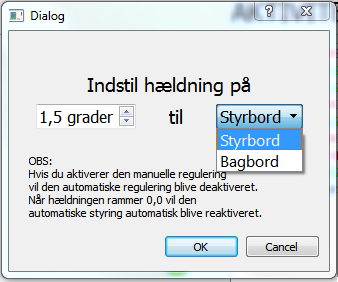 Dialog
Indstil hældning på
1,5 grader til Styrbord
Styrbord
Bagbord
OBS:
Hvis du aktiverer den manuelle regulering
vil den automatiske regulering blive deaktiveret.
Når hældningen rammer 0,0 vil den
automatiske styring automatisk blive reaktiveret.
OK Cancel